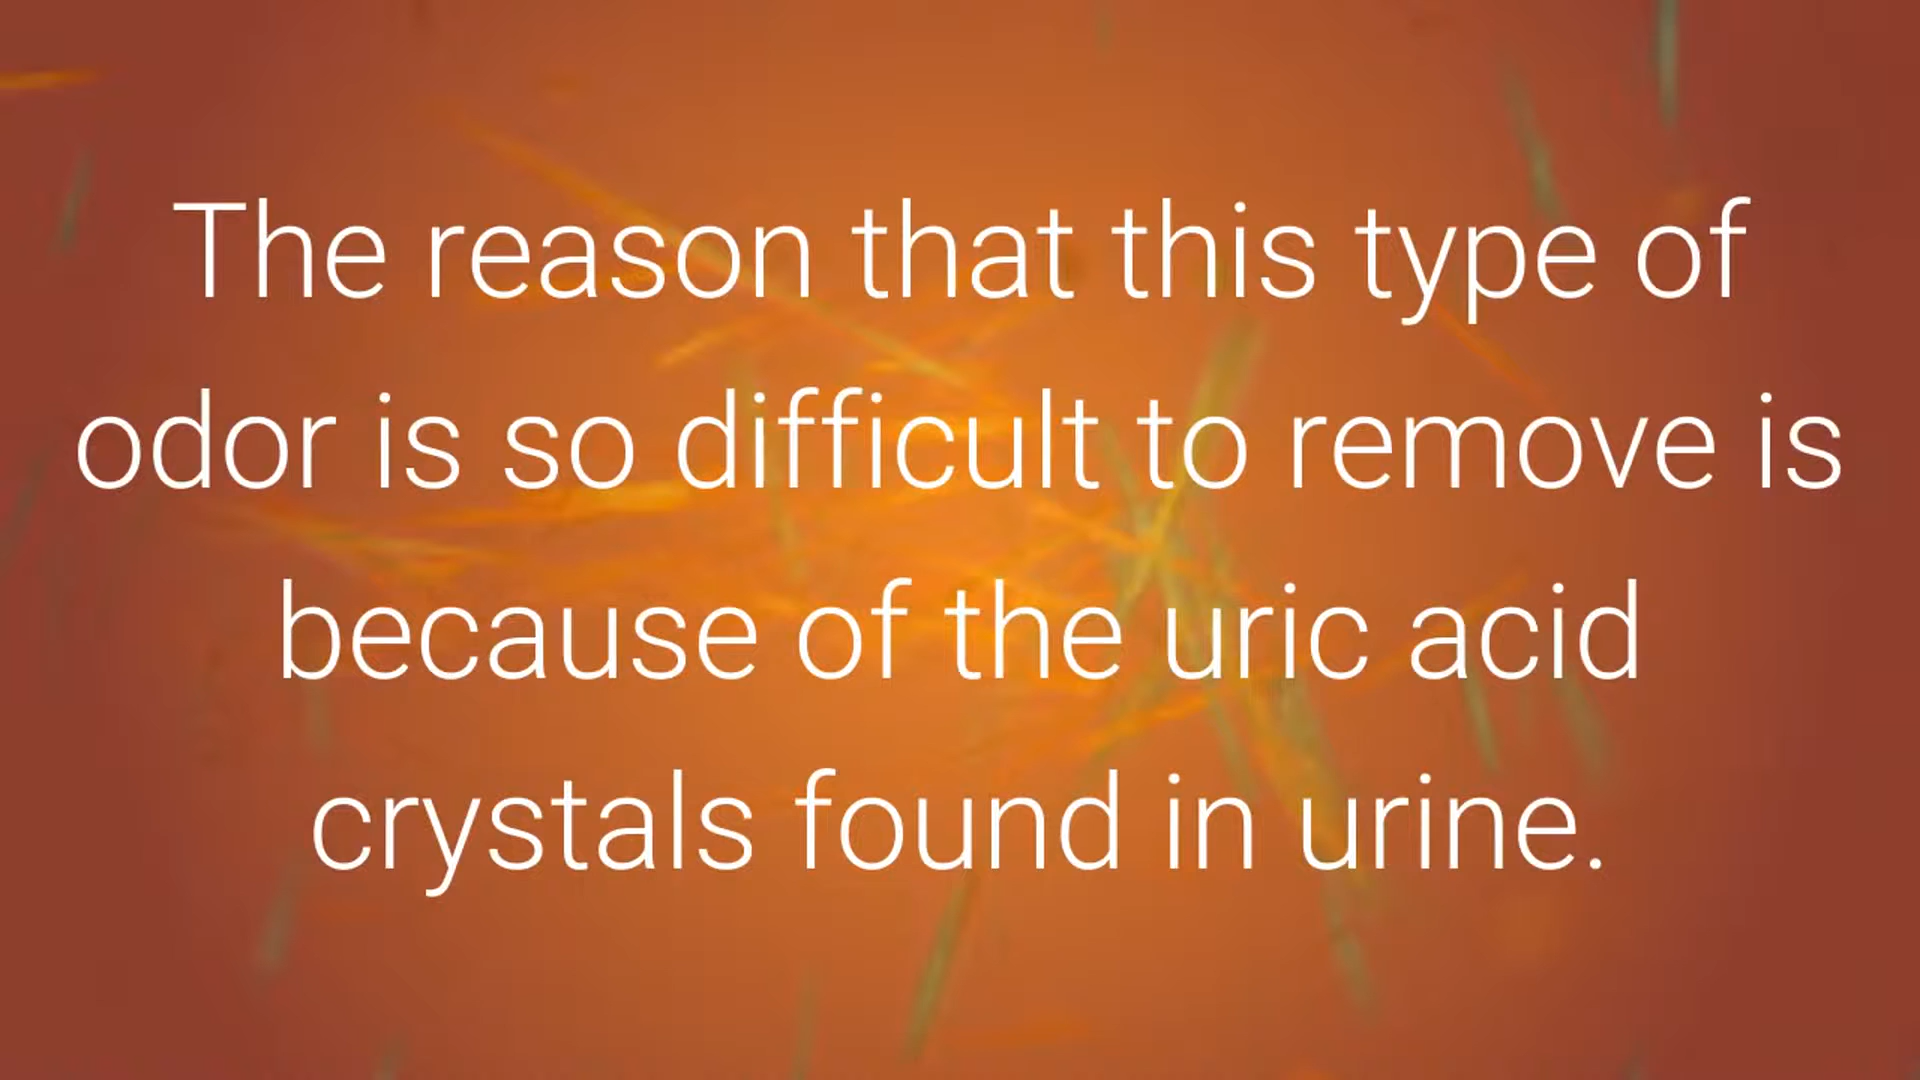 The reason that this type of
odor is so difficult to remove is
because of the uric acid
crystals found in urine.